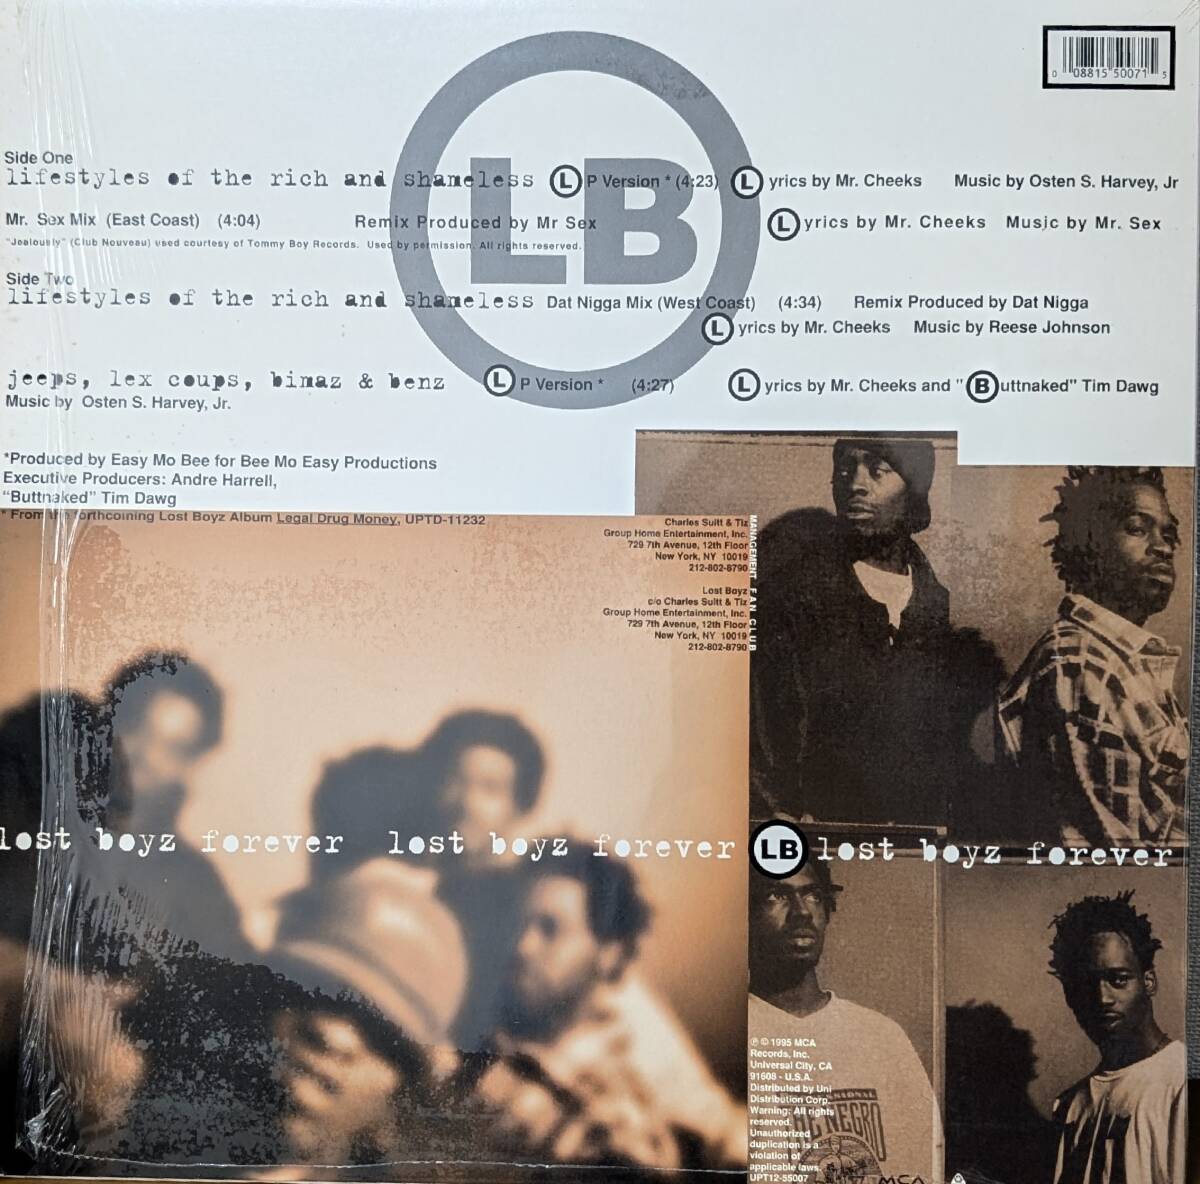 LB
0 08815 50071 5
Side One
lifestyles of the rich and shameless LP Version * (4:23) Lyrics by Mr. Cheeks Music by Osten S. Harvey, Jr
Mr. Sex Mix (East Coast) (4:04) Remix Produced by Mr Sex Lyrics by Mr. Cheeks Music by Mr. Sex
"Jealously" (Club Nouveau) used courtesy of Tommy Boy Records. Used by permission. All rights reserved.
Side Two
lifestyles of the rich and shameless Dat Nigga Mix (West Coast) (4:34) Remix Produced by Dat Nigga
Lyrics by Mr. Cheeks Music by Reese Johnson
jeeps, lex coups, bimaz & benz LP Version * (4:27) Lyrics by Mr. Cheeks and "Buttnaked" Tim Dawg
Music by Osten S. Harvey, Jr.
*Produced by Easy Mo Bee for Bee Mo Easy Productions
Executive Producers: Andre Harrell,
"Buttnaked" Tim Dawg
* From the forthcoming Lost Boyz Album Legal Drug Money, UPTD-11232
Charles Suitt & Tiz
Group Home Entertainment, Inc.
729 7th Avenue, 12th Floor
New York, NY 10019
212-802-8790
MANAGEMENT
Lost Boyz
c/o Charles Suitt & Tiz
Group Home Entertainment, Inc.
729 7th Avenue, 12th Floor
New York, NY 10019
212-802-8790
FAN CLUB
lost boyz forever lost boyz forever LB lost boyz forever
℗ © 1995 MCA
Records, Inc.
Universal City, CA
91608 - U.S.A.
Distributed by Uni
Distribution Corp.
Warning: All rights
reserved.
Unauthorized
duplication is a
violation of
applicable laws.
UPT12-55007
NEGRO
MCA